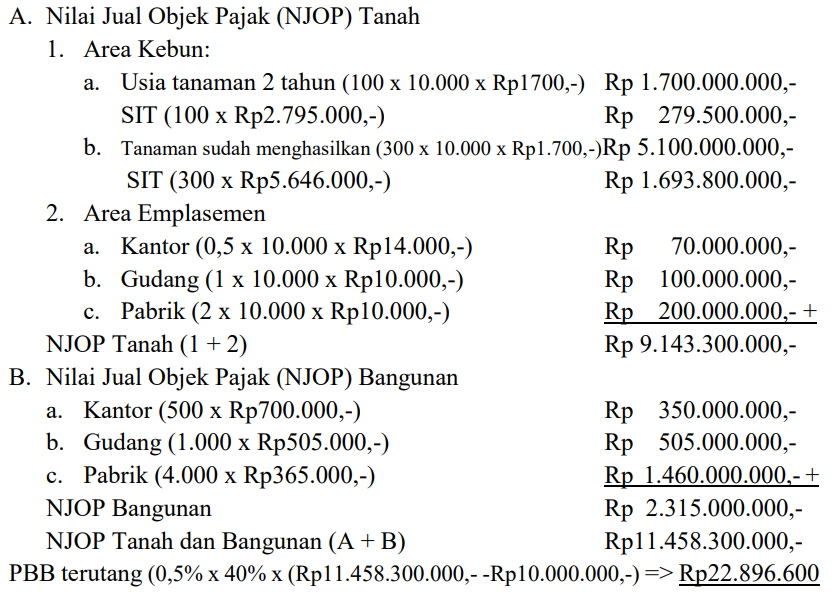 A. Nilai Jual Objek Pajak (NJOP) Tanah
1. Area Kebun:
a. Usia tanaman 2 tahun (100 x 10.000 x Rp1700,-) Rp 1.700.000.000,-
SIT (100 x Rp2.795.000,-) Rp 279.500.000,-
b. Tanaman sudah menghasilkan (300 x 10.000 x Rp1.700,-)Rp 5.100.000.000,-
SIT (300 x Rp5.646.000,-) Rp 1.693.800.000,-
2. Area Emplasemen
a. Kantor (0,5 x 10.000 x Rp14.000,-) Rp 70.000.000,-
b. Gudang (1 x 10.000 x Rp10.000,-) Rp 100.000.000,-
c. Pabrik (2 x 10.000 x Rp10.000,-) Rp 200.000.000,- +
NJOP Tanah (1 + 2) Rp 9.143.300.000,-
B. Nilai Jual Objek Pajak (NJOP) Bangunan
a. Kantor (500 x Rp700.000,-) Rp 350.000.000,-
b. Gudang (1.000 x Rp505.000,-) Rp 505.000.000,-
c. Pabrik (4.000 x Rp365.000,-) Rp 1.460.000.000,- +
NJOP Bangunan Rp 2.315.000.000,-
NJOP Tanah dan Bangunan (A + B) Rp11.458.300.000,-
PBB terutang (0,5% x 40% x (Rp11.458.300.000,- -Rp10.000.000,-) => Rp22.896.600